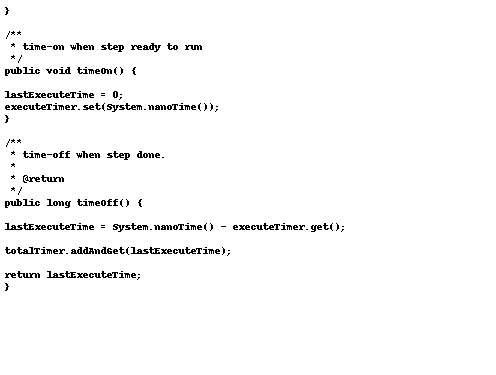 }
/**
 * time-on when step ready to run
 */
public void timeOn() {
lastExecuteTime = 0;
executeTimer.set(System.nanoTime());
}
/**
 * time-off when step done.
 *
 * @return
 */
public long timeOff() {
lastExecuteTime = System.nanoTime() - executeTimer.get();
totalTimer.addAndGet(lastExecuteTime);
return lastExecuteTime;
}